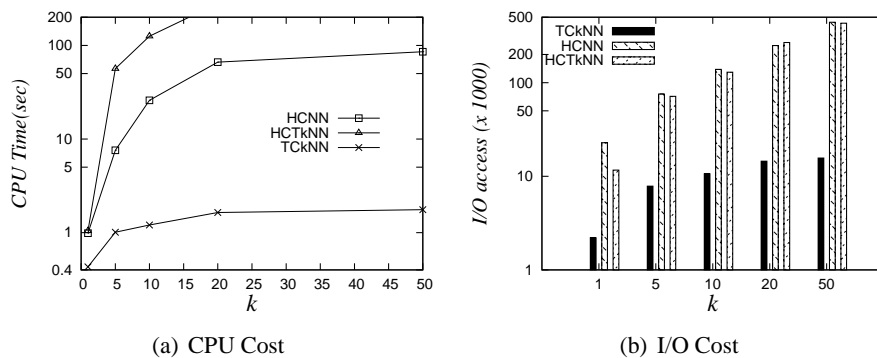 200
100
50
10
5
1
0.4
CPU Time(sec)
HCNN
HCTkNN
TCkNN
0 5 10 15 20 25 30 35 40 45 50
k
(a) CPU Cost
500
100
50
10
1
I/O access (x 1000)
TCkNN
HCNN
HCTkNN
1 5 10 20 50
k
(b) I/O Cost